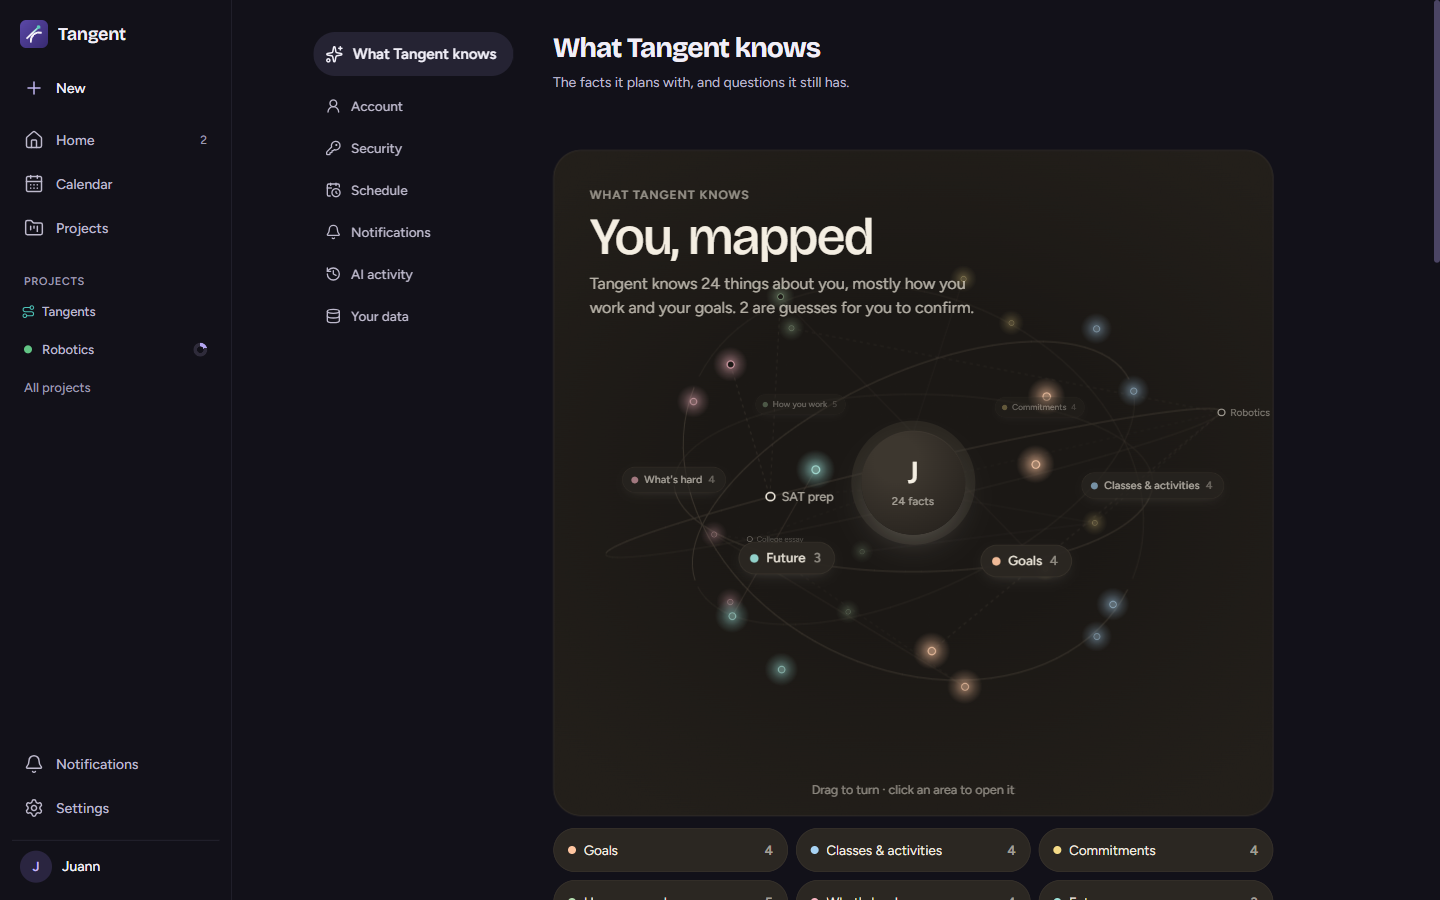 Tangent
New
Home 2
Calendar
Projects
PROJECTS
Tangents
Robotics
All projects
Notifications
Settings
J Juann
What Tangent knows
Account
Security
Schedule
Notifications
AI activity
Your data
What Tangent knows
The facts it plans with, and questions it still has.
WHAT TANGENT KNOWS
You, mapped
Tangent knows 24 things about you, mostly how you
work and your goals. 2 are guesses for you to confirm.
How you work 5
Commitments 4
Robotics
What's hard 4
SAT prep
J
24 facts
Classes & activities 4
College essay
Future 3
Goals 4
Drag to turn · click an area to open it
Goals 4
Classes & activities 4
Commitments 4